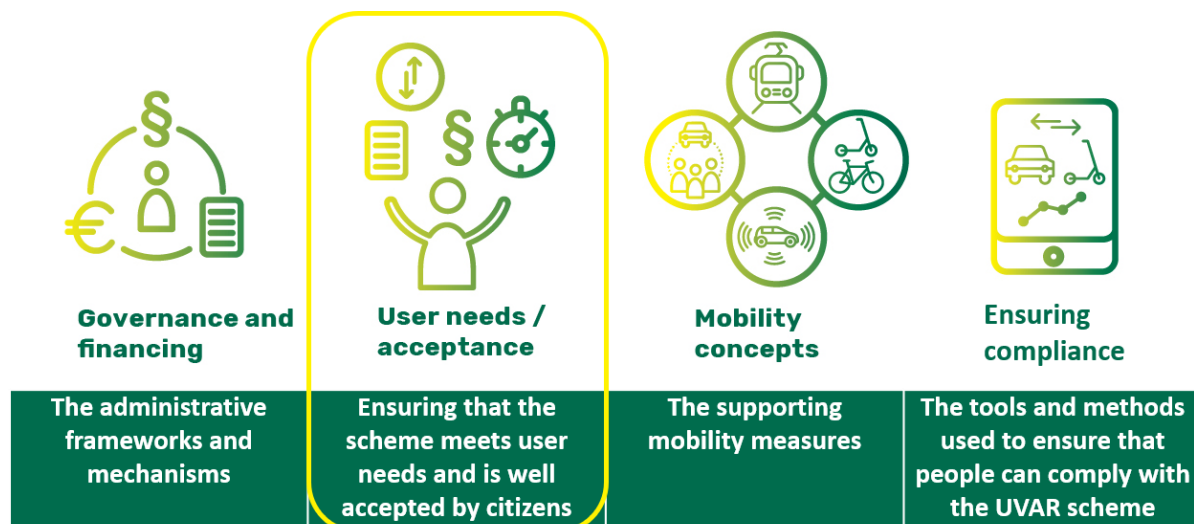 Governance and
financing
User needs /
acceptance
Mobility
concepts
Ensuring
compliance
The administrative
frameworks and
mechanisms
Ensuring that the
scheme meets user
needs and is well
accepted by citizens
The supporting
mobility measures
The tools and methods
used to ensure that
people can comply with
the UVAR scheme